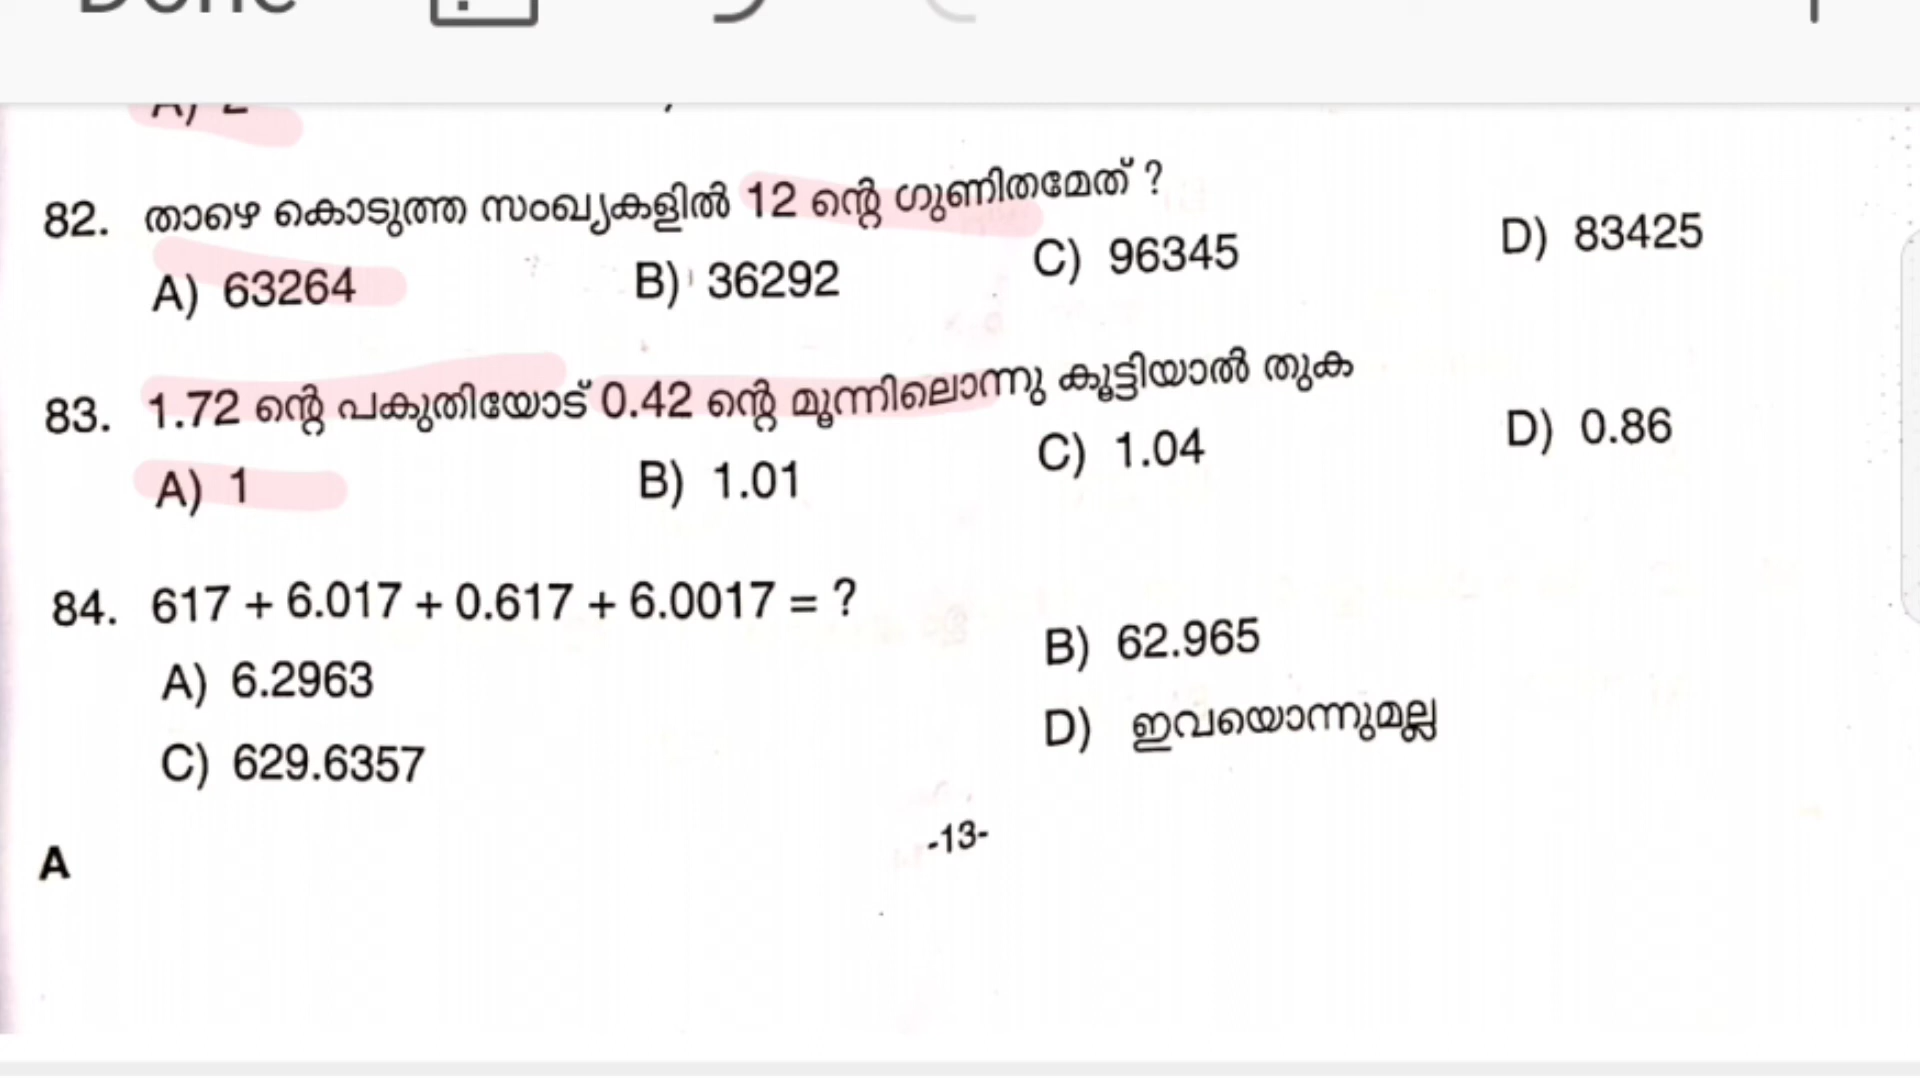 Done
A) 2
82. താഴെ കൊടുത്ത സംഖ്യകളിൽ 12 ന്റെ ഗുണിതമേത് ?
A) 63264 B) 36292 C) 96345 D) 83425
83. 1.72 ന്റെ പകുതിയോട് 0.42 ന്റെ മൂന്നിലൊന്നു കൂട്ടിയാൽ തുക
A) 1 B) 1.01 C) 1.04 D) 0.86
84. 617 + 6.017 + 0.617 + 6.0017 = ?
A) 6.2963 B) 62.965
C) 629.6357 D) ഇവയൊന്നുമല്ല
A -13-